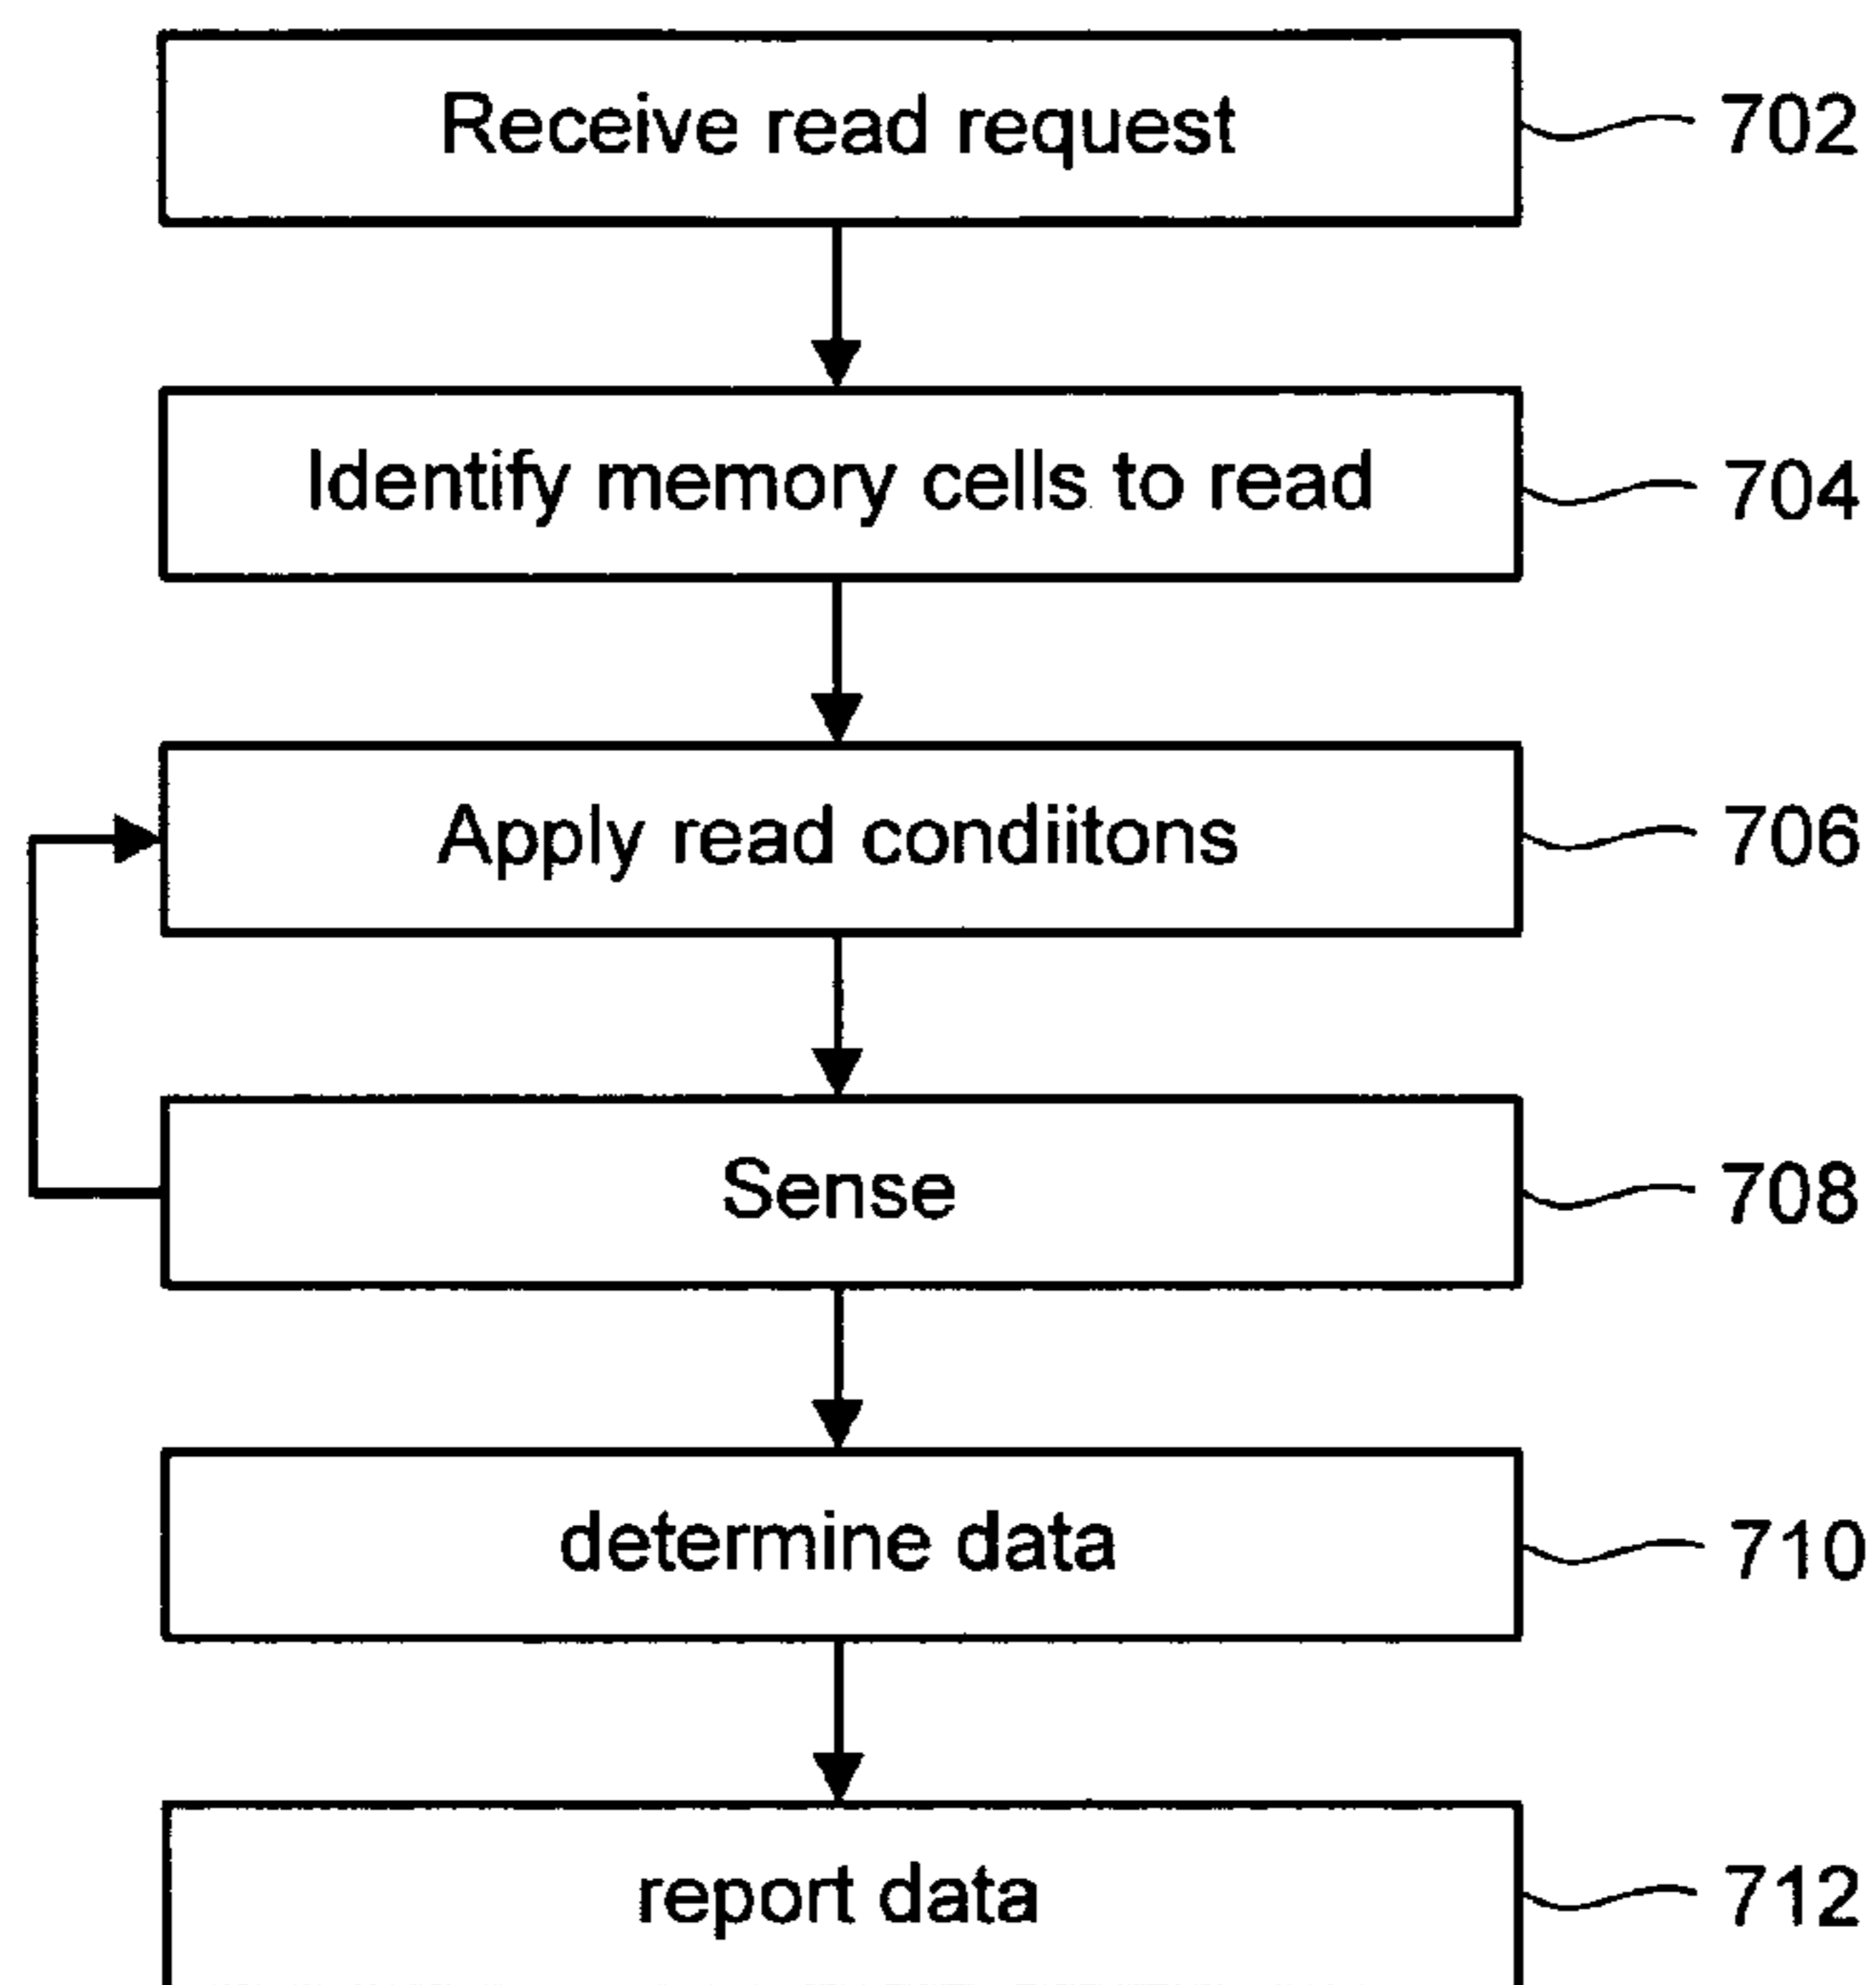 Receive read request 702
Identify memory cells to read 704
Apply read condiitons 706
Sense 708
determine data 710
report data 712